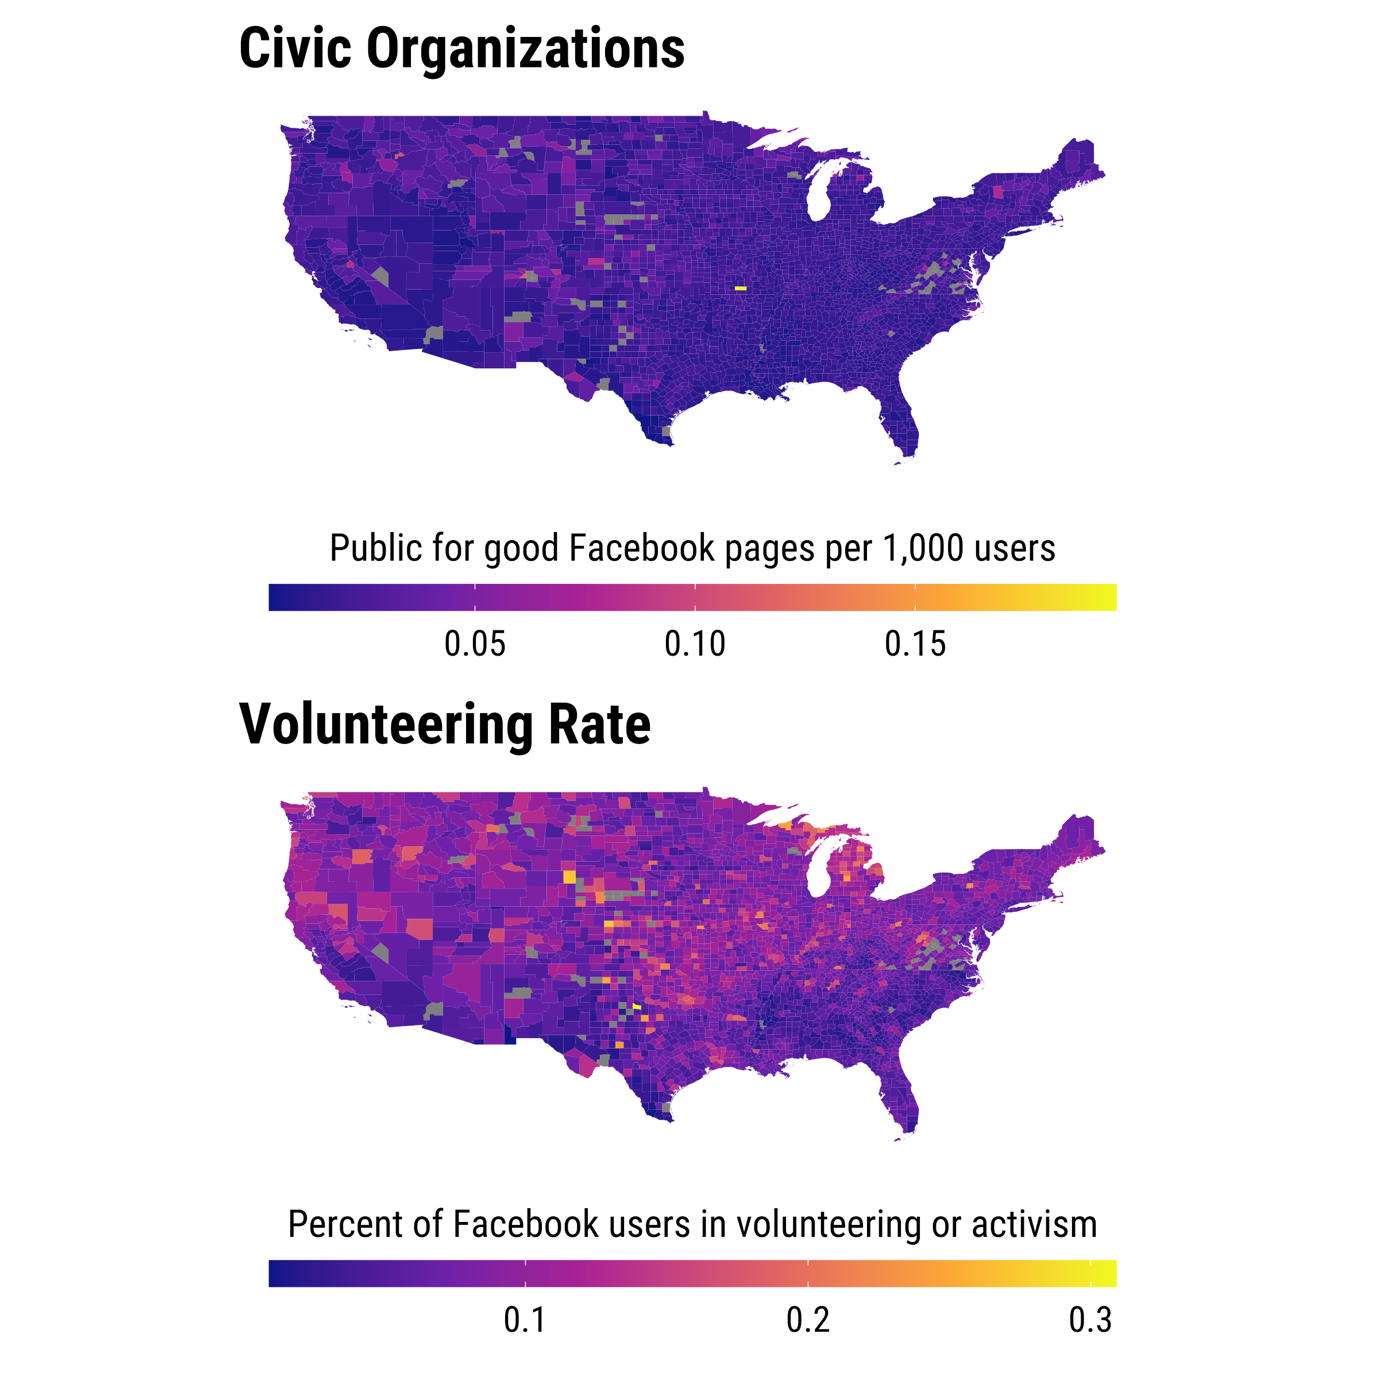 Civic Organizations
Public for good Facebook pages per 1,000 users
0.05 0.10 0.15
Volunteering Rate
Percent of Facebook users in volunteering or activism
0.1 0.2 0.3